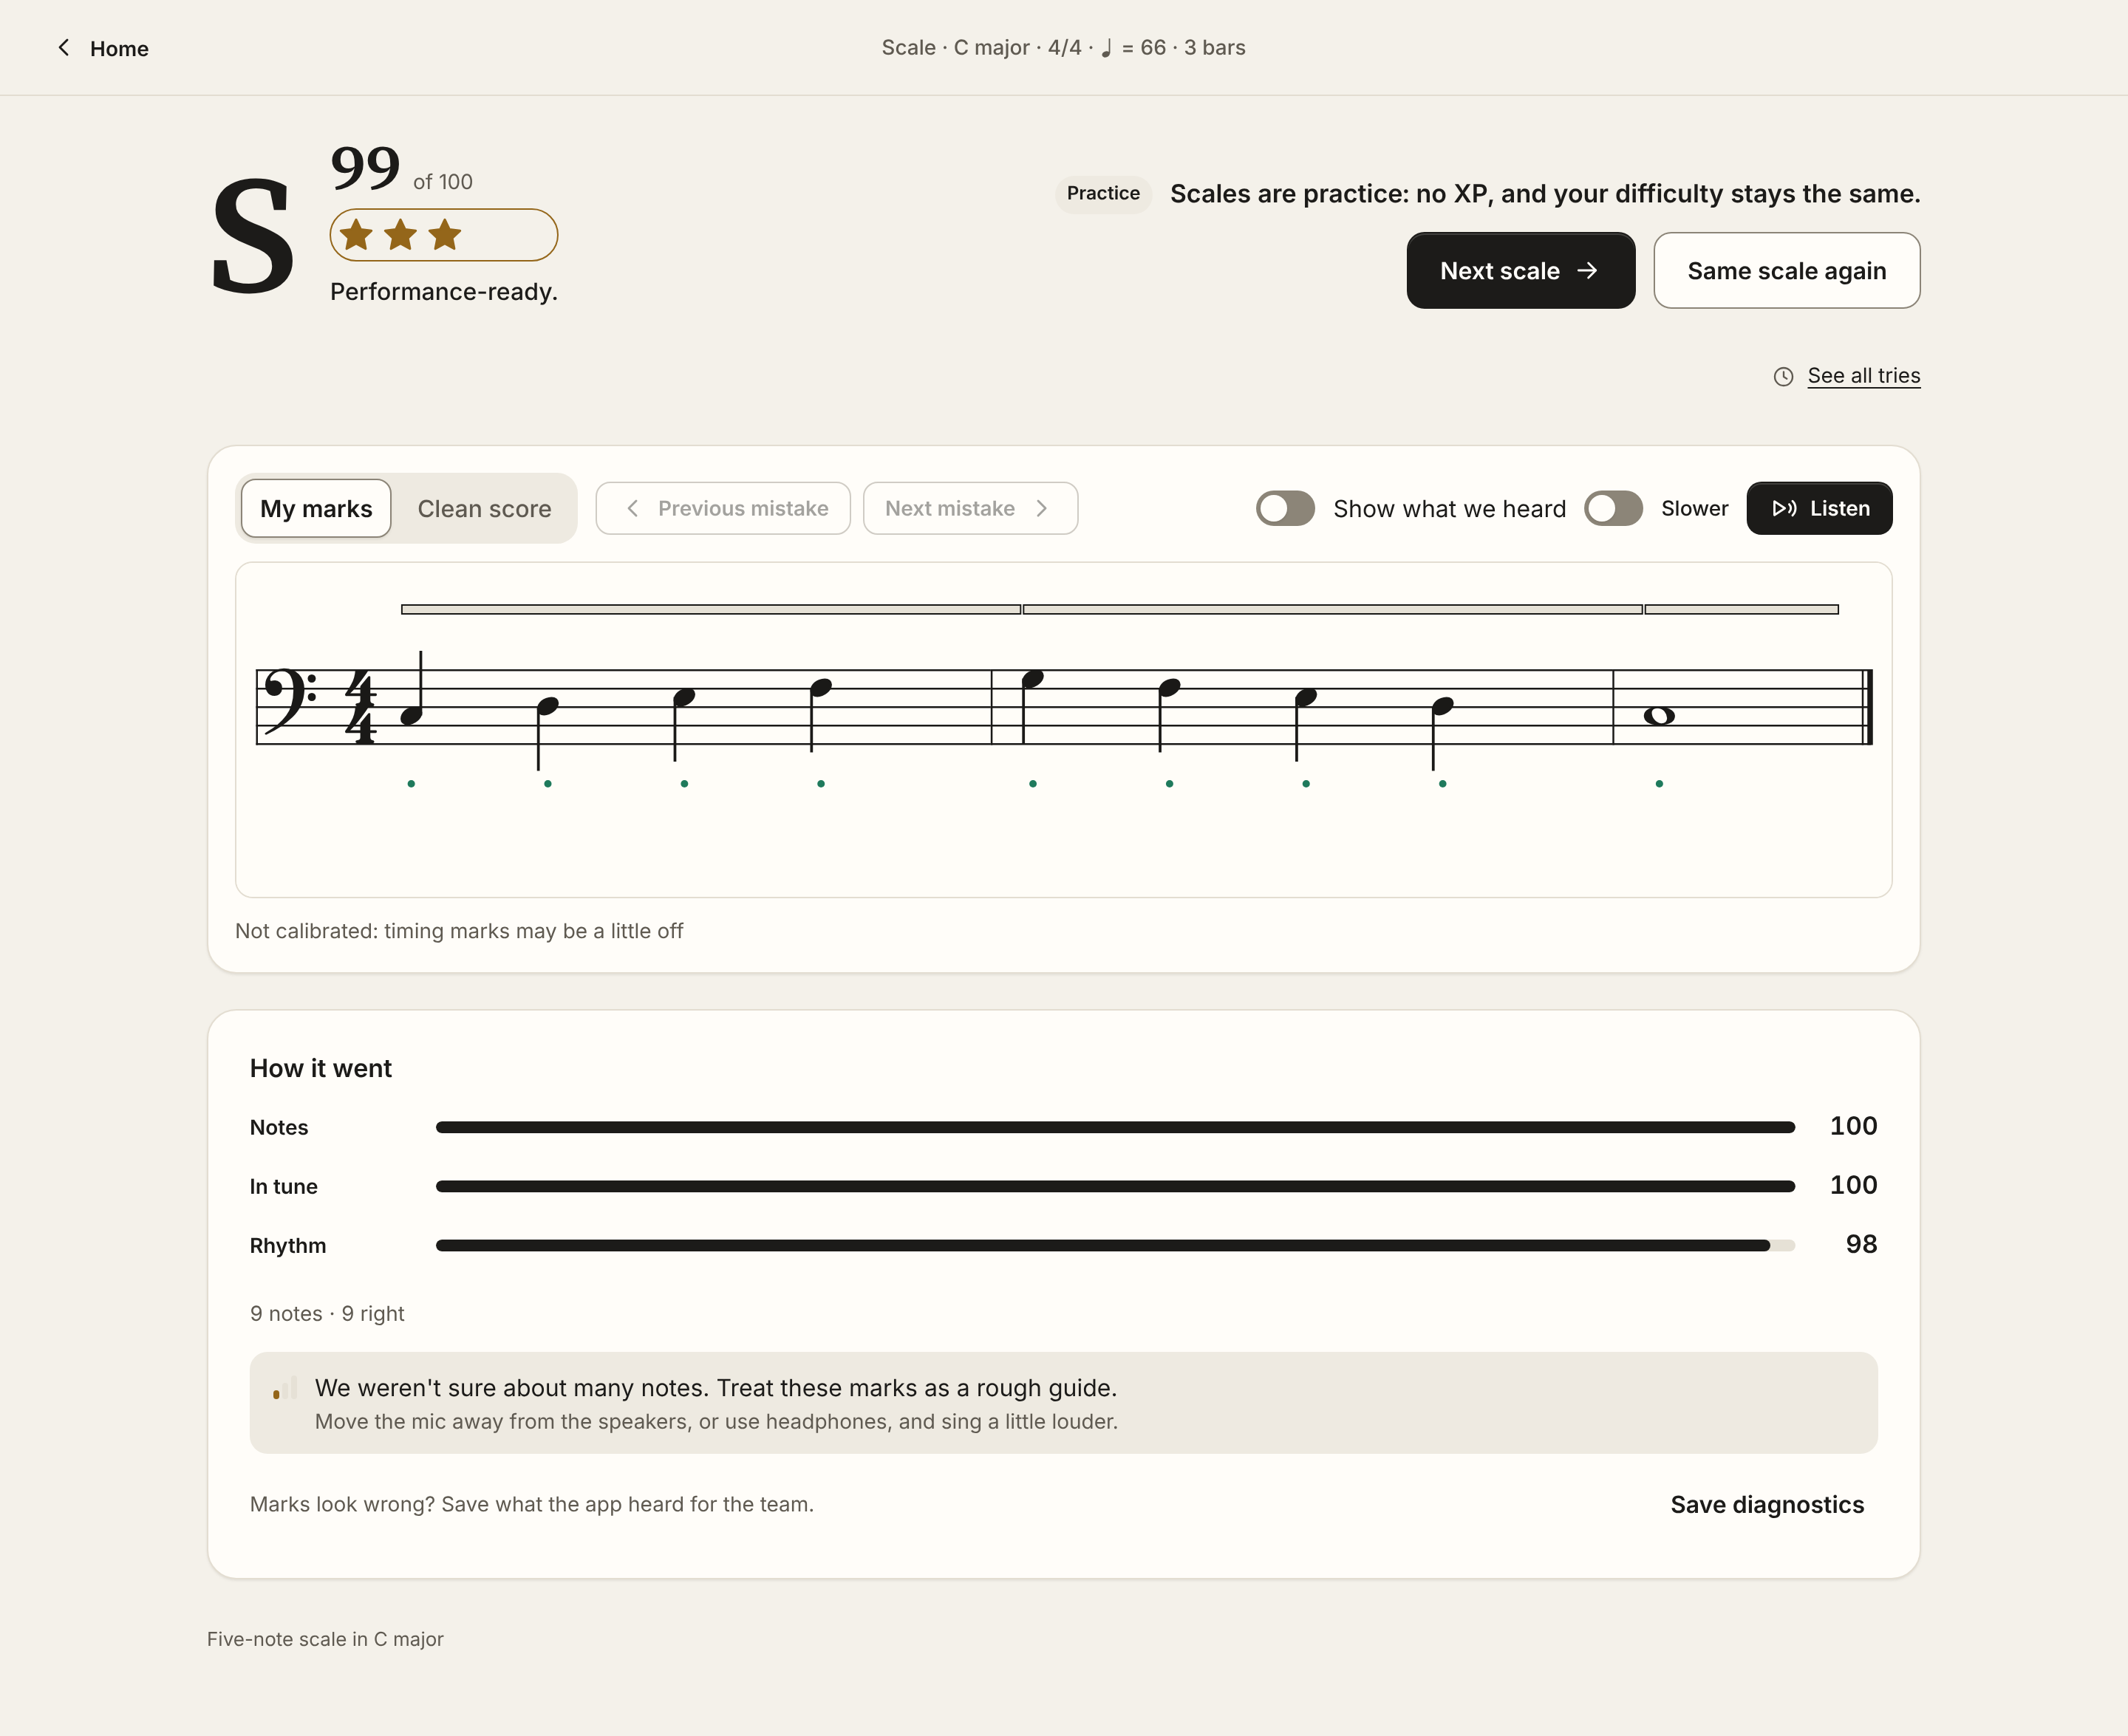 Home
Scale · C major · 4/4 · ♩ = 66 · 3 bars
S
99 of 100
Performance-ready.
Practice
Scales are practice: no XP, and your difficulty stays the same.
Next scale →
Same scale again
See all tries
My marks
Clean score
Previous mistake
Next mistake
Show what we heard
Slower
Listen
4
4
Not calibrated: timing marks may be a little off
How it went
Notes 100
In tune 100
Rhythm 98
9 notes · 9 right
We weren't sure about many notes. Treat these marks as a rough guide.
Move the mic away from the speakers, or use headphones, and sing a little louder.
Marks look wrong? Save what the app heard for the team.
Save diagnostics
Five-note scale in C major